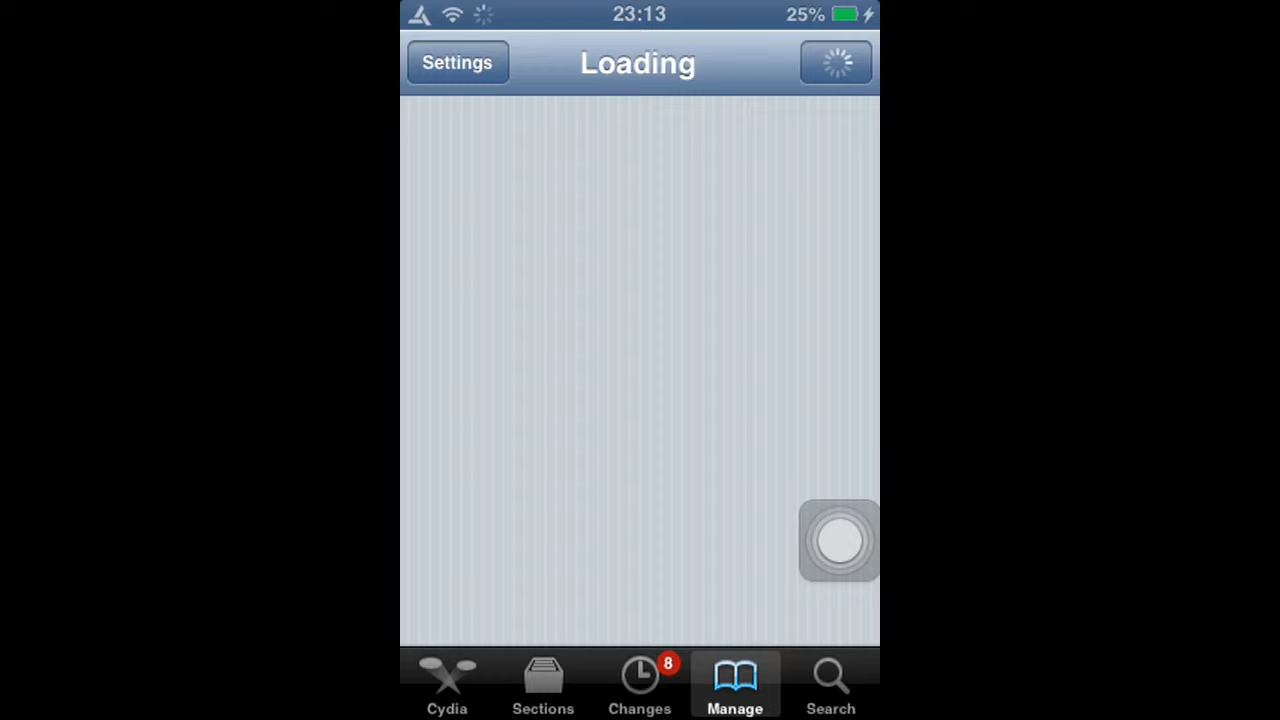 23:13
25%
Settings
Loading
8
Cydia
Sections
Changes
Manage
Search